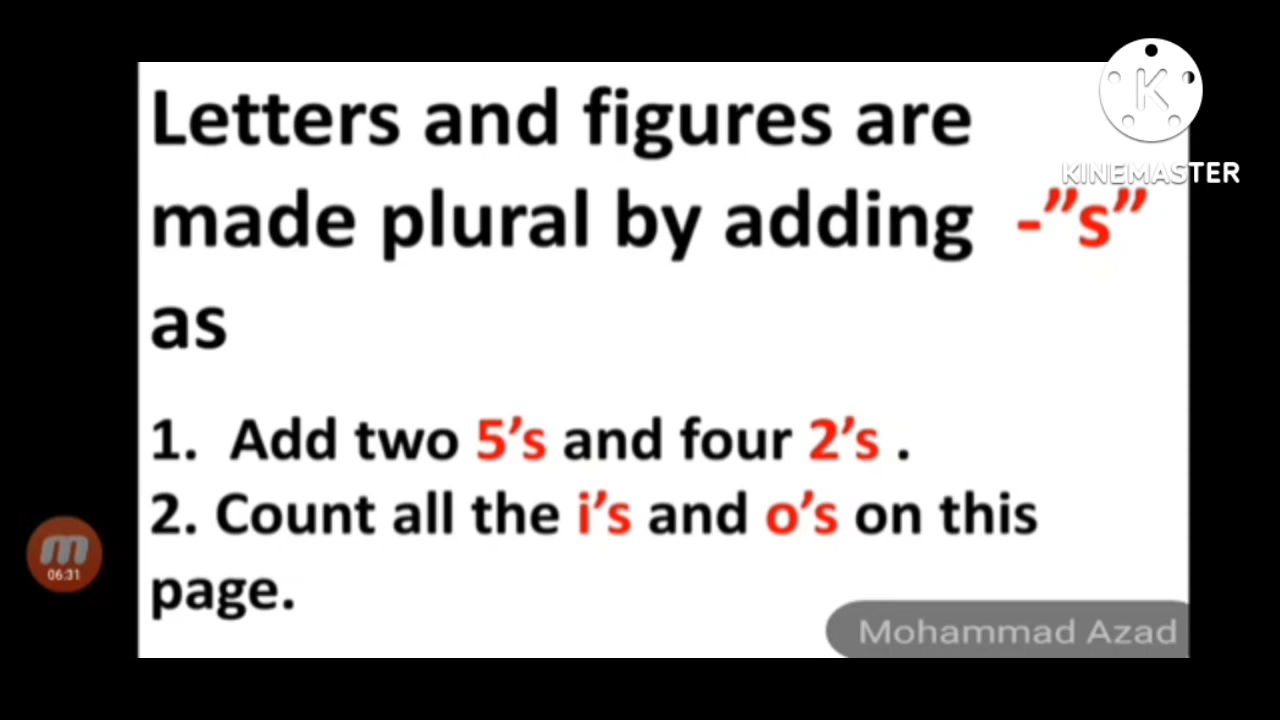 Letters and figures are
made plural by adding -”s”
as
1. Add two 5’s and four 2’s .
2. Count all the i’s and o’s on this
page.
K
KINEMASTER
m
06:31
Mohammad Azad